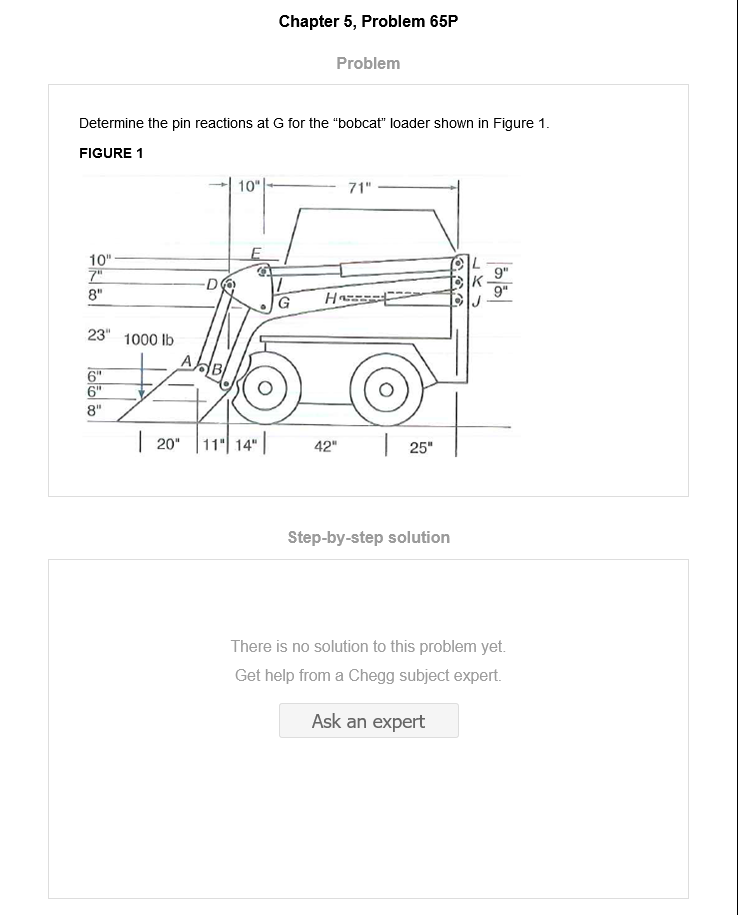 Chapter 5, Problem 65P
Problem
Determine the pin reactions at G for the “bobcat” loader shown in Figure 1.
FIGURE 1
10" 71"
10"
7"
8"
E
D
I
G
H
L
K
J
9"
9"
23" 1000 lb
A
B
6"
6"
8"
20" 11" 14" 42" 25"
Step-by-step solution
There is no solution to this problem yet.
Get help from a Chegg subject expert.
Ask an expert